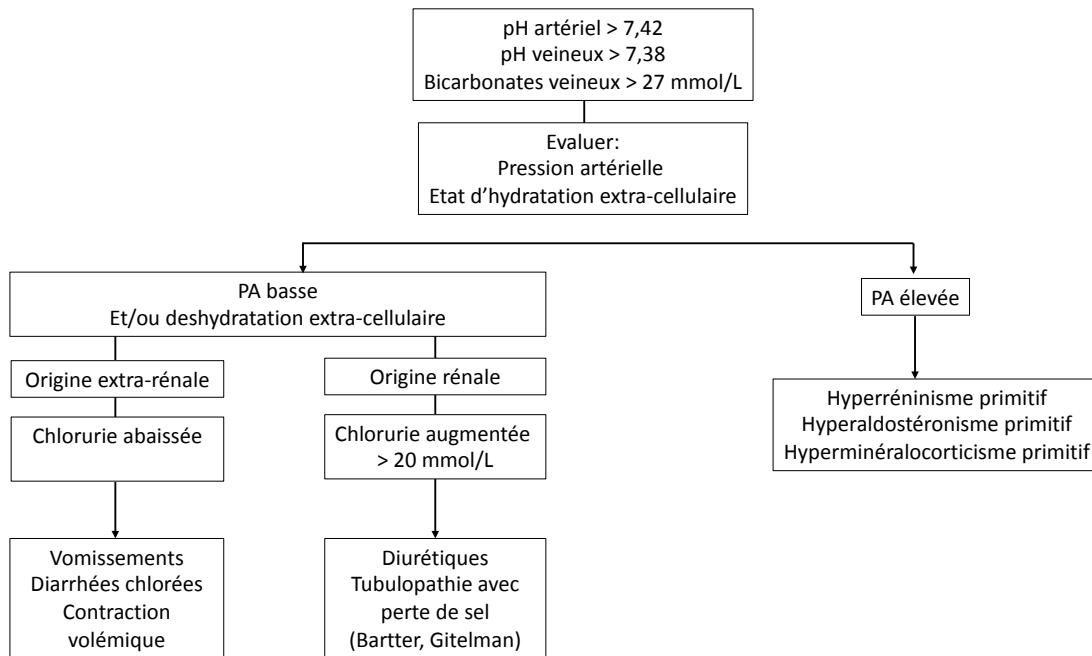 pH artériel > 7,42
pH veineux > 7,38
Bicarbonates veineux > 27 mmol/L
Evaluer:
Pression artérielle
Etat d'hydratation extra-cellulaire
PA basse
Et/ou deshydratation extra-cellulaire
PA élevée
Origine extra-rénale
Origine rénale
Chlorurie abaissée
Chlorurie augmentée
> 20 mmol/L
Hyperréninisme primitif
Hyperaldostéronisme primitif
Hyperminéralocorticisme primitif
Vomissements
Diarrhées chlorées
Contraction
volémique
Diurétiques
Tubulopathie avec
perte de sel
(Bartter, Gitelman)